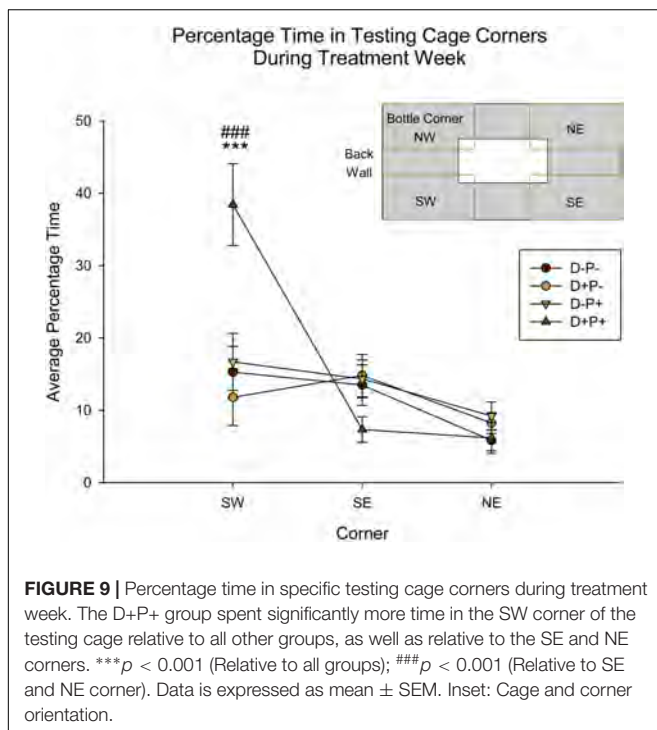 Percentage Time in Testing Cage Corners
During Treatment Week
50
40
30
20
10
0
Average Percentage Time
###
***
SW
SE
NE
Corner
Bottle Corner
NW
NE
Back
Wall
SW
SE
D-P-
D+P-
D-P+
D+P+
FIGURE 9 | Percentage time in specific testing cage corners during treatment
week. The D+P+ group spent significantly more time in the SW corner of the
testing cage relative to all other groups, as well as relative to the SE and NE
corners. ***p < 0.001 (Relative to all groups); ###p < 0.001 (Relative to SE
and NE corner). Data is expressed as mean ± SEM. Inset: Cage and corner
orientation.